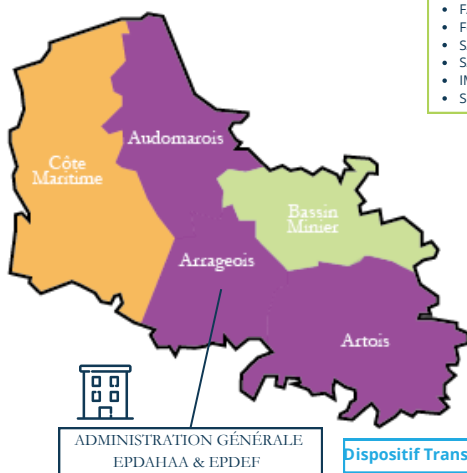 Audomarois
Côte
Maritime
Bassin
Minier
Arrageois
Artois
ADMINISTRATION GÉNÉRALE
EPDAHAA & EPDEF
Dispositif Trans